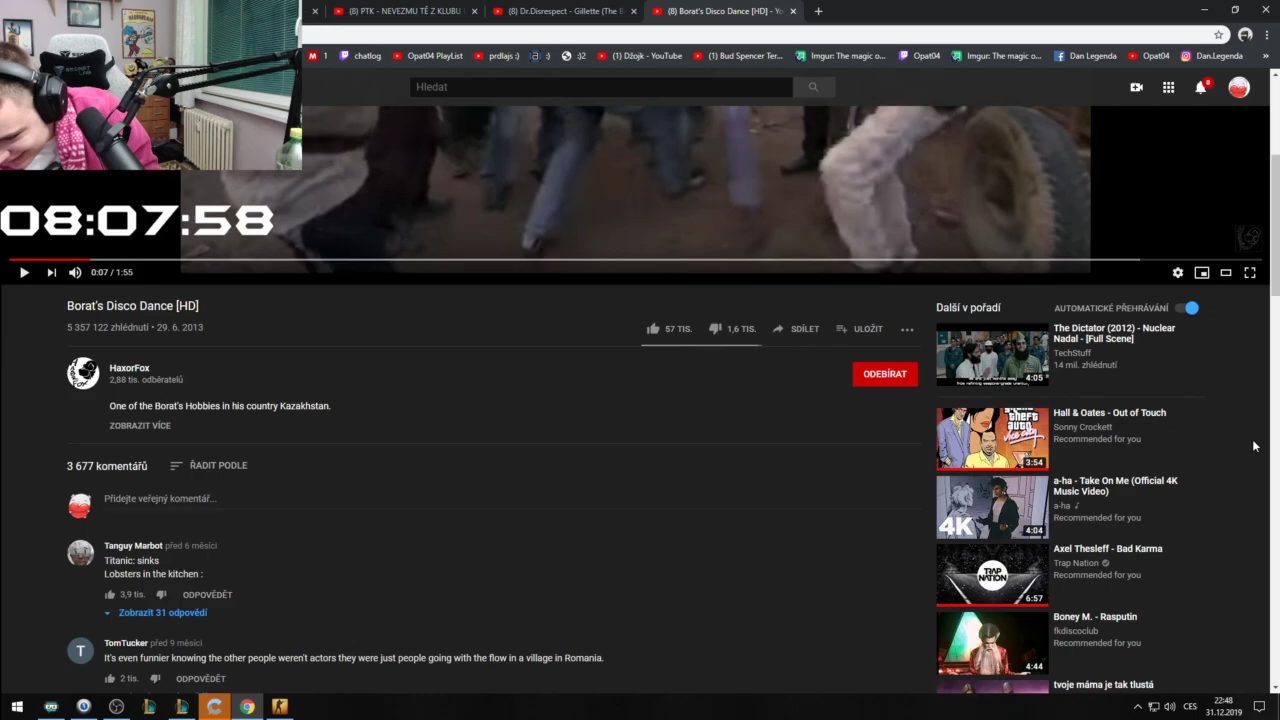 (8) PTK - NEVEZMU TĚ Z KLUBU
(8) Dr.Disrespect - Gillette (The B
(8) Borat's Disco Dance [HD] - Yo
1
chatlog
Opat04 PlayList
prdlajs :)
:)
:2
(1) Džojk - YouTube
(1) Bud Spencer Ter...
Imgur: The magic o...
Opat04
Imgur: The magic o...
Dan Legenda
Opat04
Dan.Legenda
»
Hledat
8
08:07:58
0:07 / 1:55
Borat's Disco Dance [HD]
5 357 122 zhlédnutí • 29. 6. 2013
57 TIS.
1,6 TIS.
SDÍLET
ULOŽIT
HaxorFox
2,88 tis. odběratelů
ODEBÍRAT
One of the Borat's Hobbies in his country Kazakhstan.
ZOBRAZIT VÍCE
3 677 komentářů
ŘADIT PODLE
Přidejte veřejný komentář...
Tanguy Marbot před 6 měsíci
Titanic: sinks
Lobsters in the kitchen :
3,9 tis.
ODPOVĚDĚT
Zobrazit 31 odpovědí
T
TomTucker před 9 měsíci
It's even funnier knowing the other people weren't actors they were just people going with the flow in a village in Romania.
2 tis.
ODPOVĚDĚT
Další v pořadí
AUTOMATICKÉ PŘEHRÁVÁNÍ
The Dictator (2012) - Nuclear
Nadal - [Full Scene]
TechStuff
14 mil. zhlédnutí
4:05
Hall & Oates - Out of Touch
Sonny Crockett
Recommended for you
grand
theft
auto
Vice City
3:54
a-ha - Take On Me (Official 4K
Music Video)
a-ha
Recommended for you
4K
4:04
Axel Thesleff - Bad Karma
Trap Nation
Recommended for you
TRAP
NATION
6:57
Boney M. - Rasputin
fkdiscoclub
Recommended for you
4:44
tvoje máma je tak tlustá
CES
22:48
31.12.2019